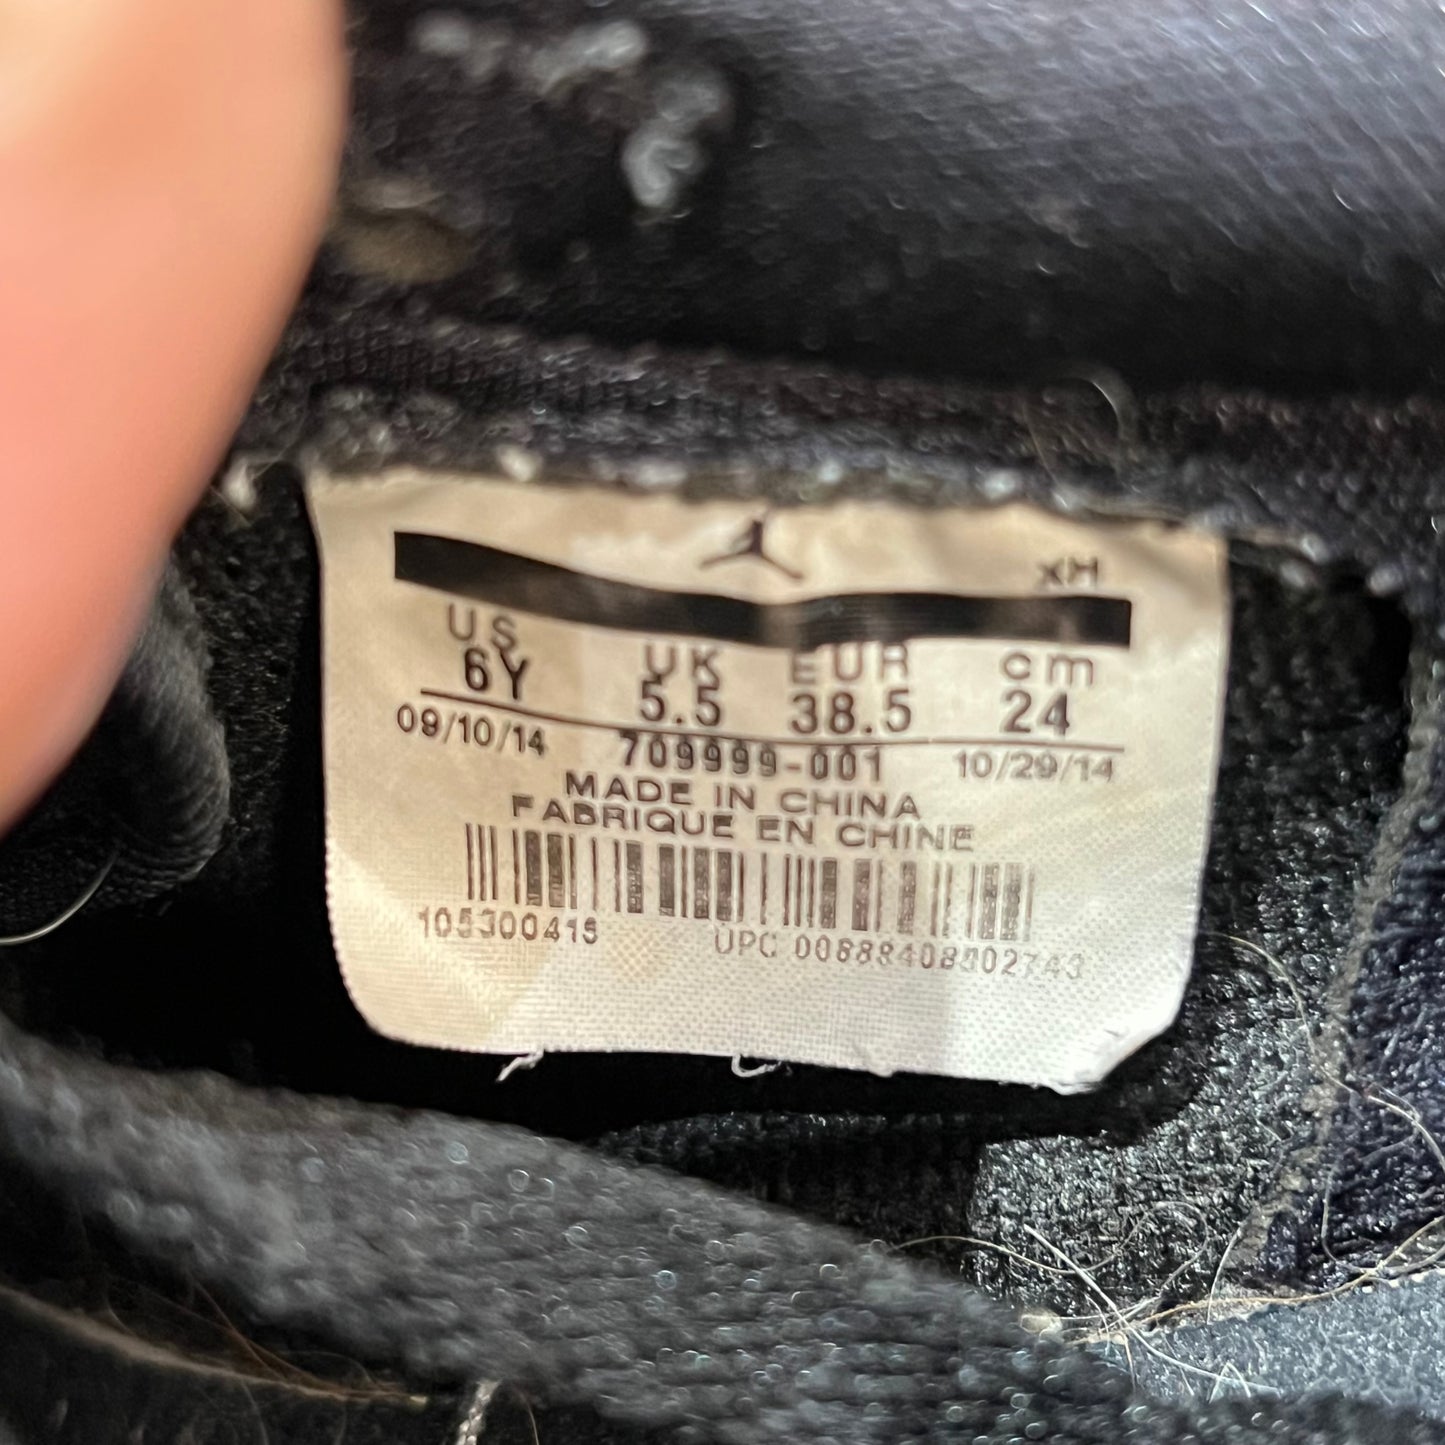 XH
US UK EUR cm
6Y 5.5 38.5 24
09/10/14 709999-001 10/29/14
MADE IN CHINA
FABRIQUE EN CHINE
105300415 UPC